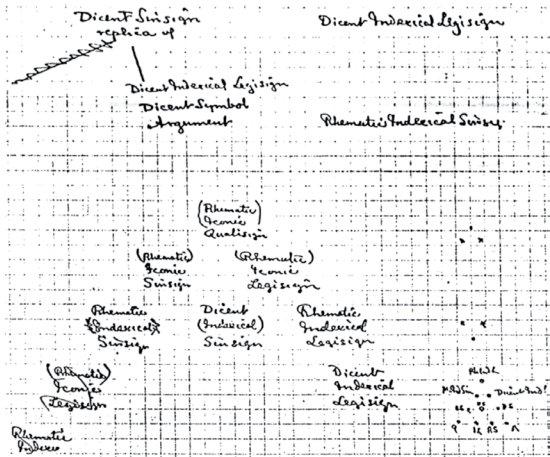 Dicent Sinsign
replica of
Dicent Indexical Legisign
Dicent Indexical Legisign
Dicent Symbol
Argument
Rhematic Indexical Sinsig
(Rhematic)
Iconic
Qualisign
(Rhematic)
Iconic
Sinsign
(Rhematic)
Iconic
Legisign
Rhematic
(Indexical)
Sinsign
Dicent
(Indexical)
Sinsign
Rhematic
Indexical
Legisign
(Rhematic)
Iconic
(Legisign
Dicent
Indexical
Legisign
Rhematic
Indexic